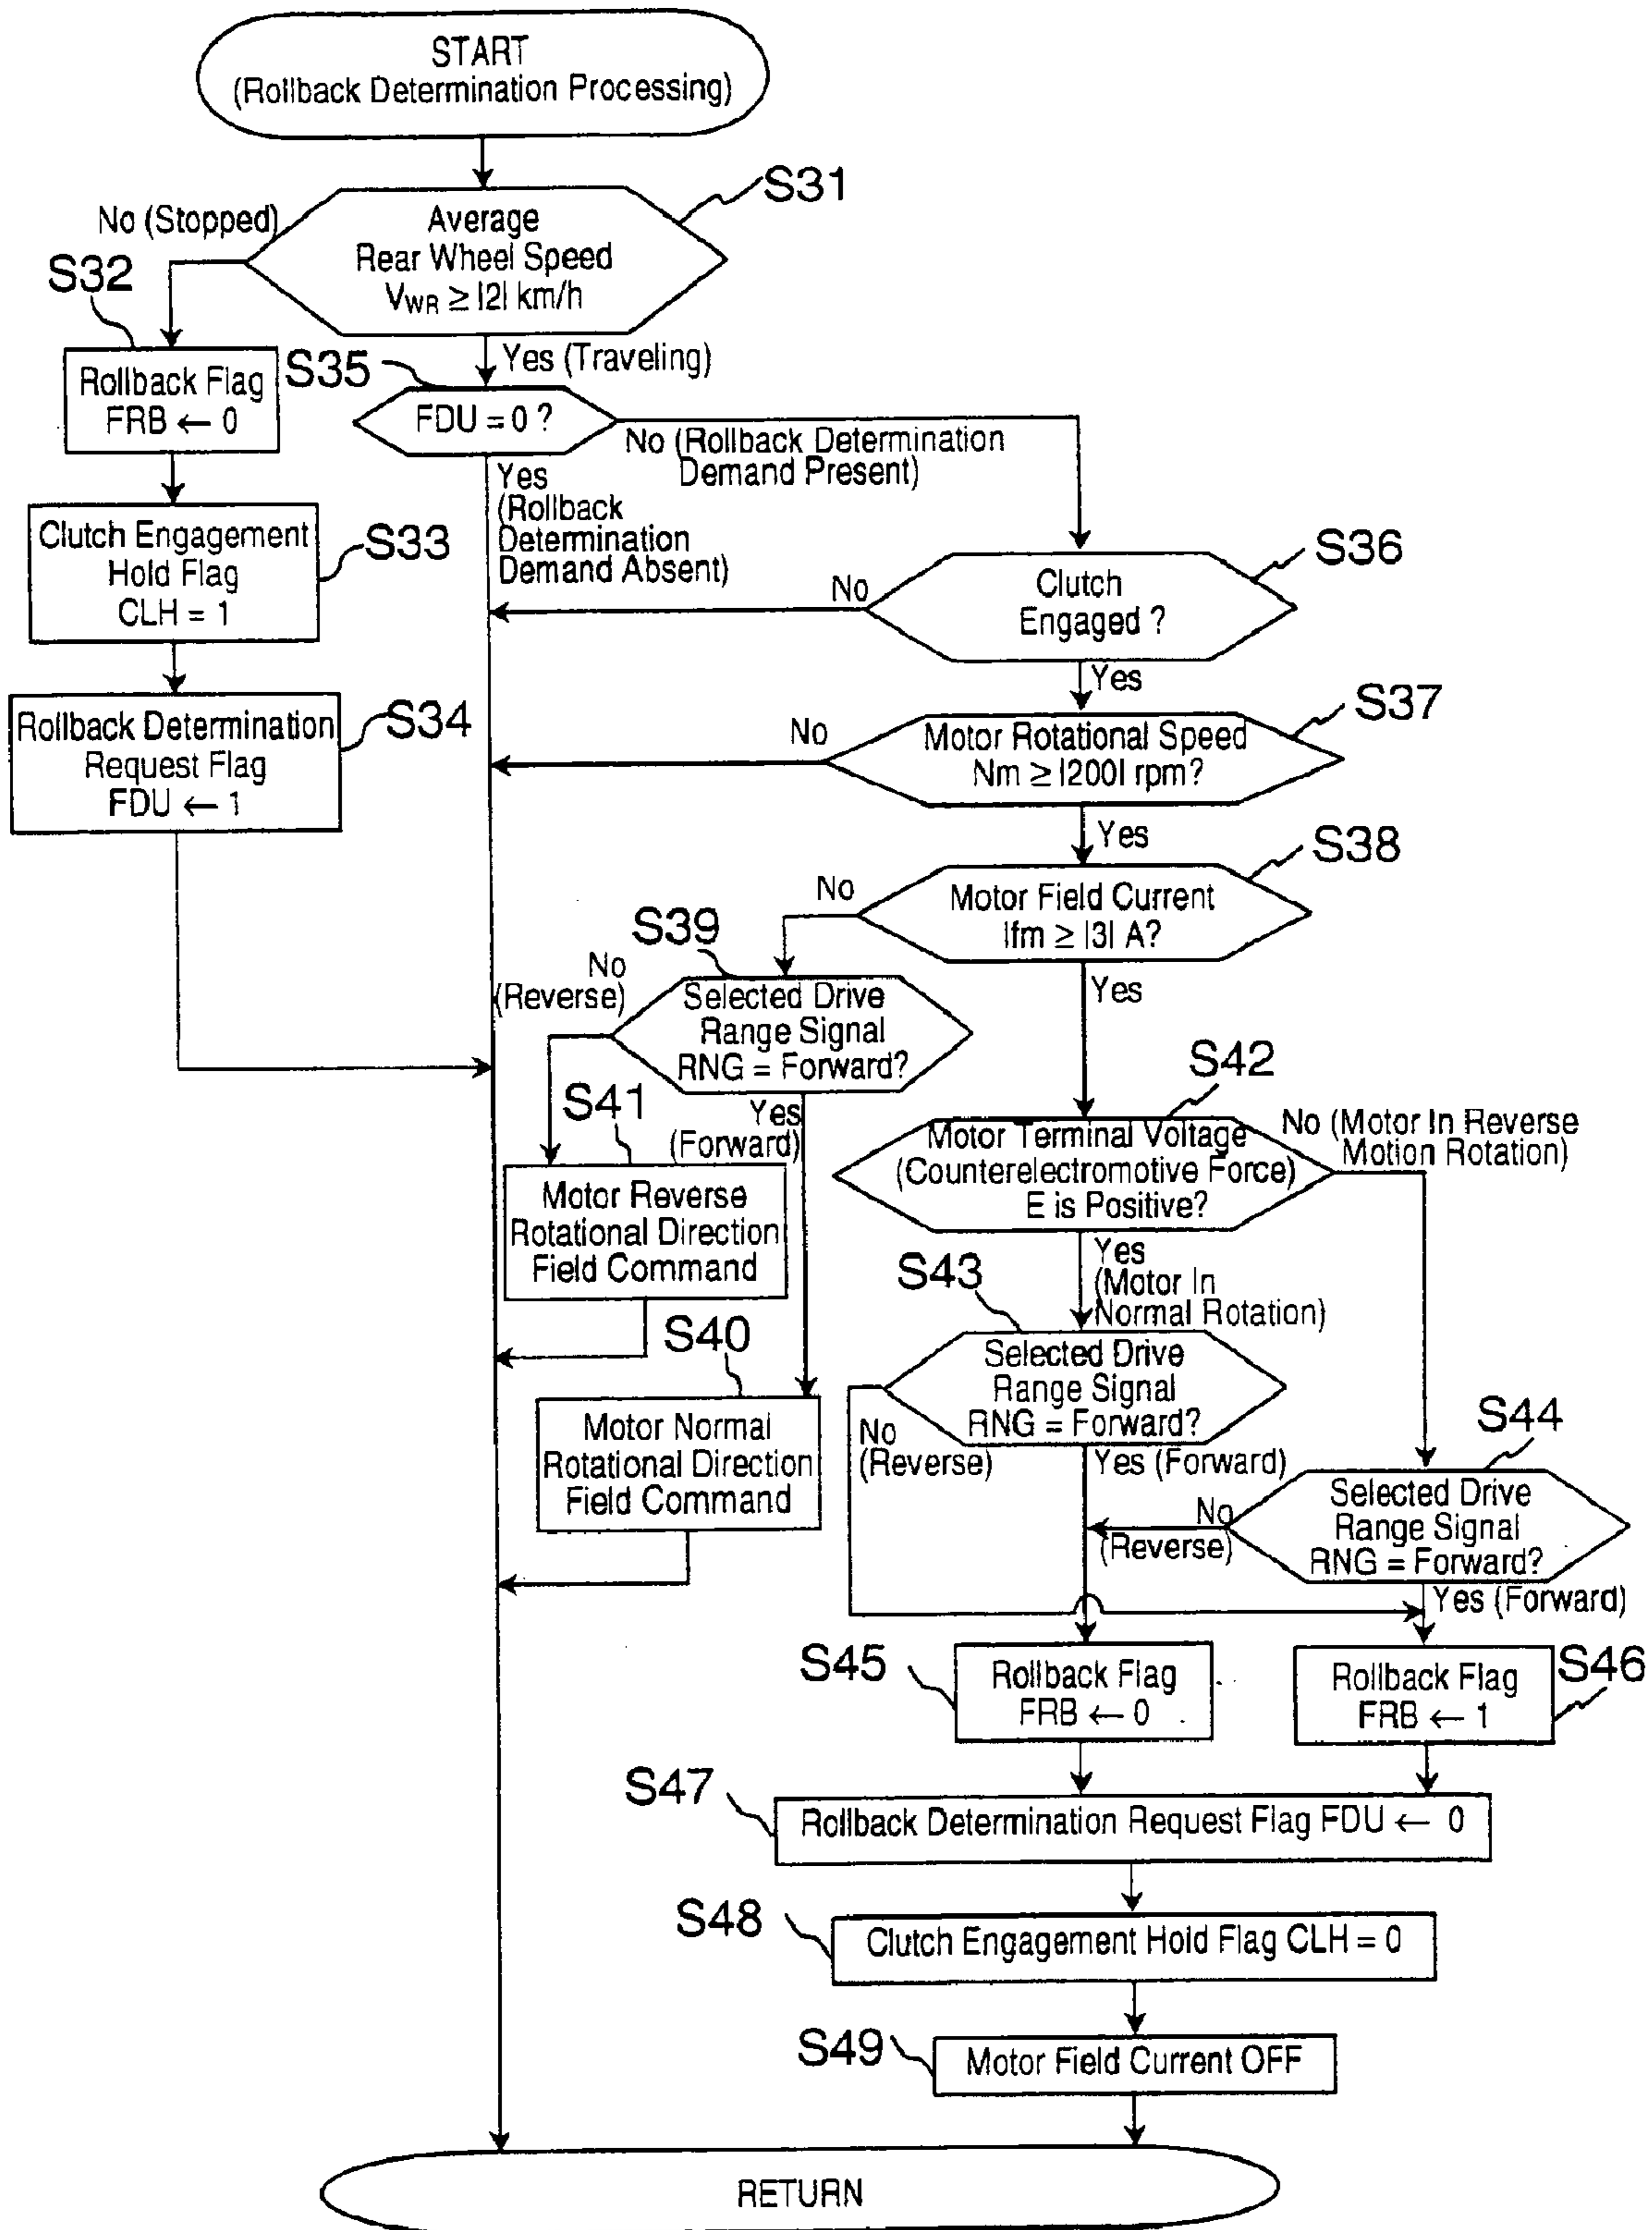 START
(Rollback Determination Processing)
S31
No (Stopped)
Average
Rear Wheel Speed
VWR ≥ |2| km/h
S32
Yes (Traveling)
Rollback Flag
FRB ← 0
S35
FDU = 0 ?
No (Rollback Determination
Demand Present)
Yes
(Rollback
Determination
Demand Absent)
Clutch Engagement
Hold Flag
CLH = 1
S33
S36
No
Clutch
Engaged ?
Yes
Rollback Determination
Request Flag
FDU ← 1
S34
S37
No
Motor Rotational Speed
Nm ≥ |200| rpm?
Yes
S38
No
Motor Field Current
Ifm ≥ |3| A?
Yes
S39
No
(Reverse)
Selected Drive
Range Signal
RNG = Forward?
Yes
(Forward)
S41
Motor Reverse
Rotational Direction
Field Command
S42
Motor Terminal Voltage
(Counterelectromotive Force)
E is Positive?
No (Motor In Reverse
Motion Rotation)
Yes
(Motor In
Normal Rotation)
S40
Motor Normal
Rotational Direction
Field Command
S43
Selected Drive
Range Signal
RNG = Forward?
No
(Reverse)
Yes (Forward)
S44
Selected Drive
Range Signal
RNG = Forward?
No
(Reverse)
Yes (Forward)
S45
Rollback Flag
FRB ← 0
Rollback Flag
FRB ← 1
S46
S47
Rollback Determination Request Flag FDU ← 0
S48
Clutch Engagement Hold Flag CLH = 0
S49
Motor Field Current OFF
RETURN